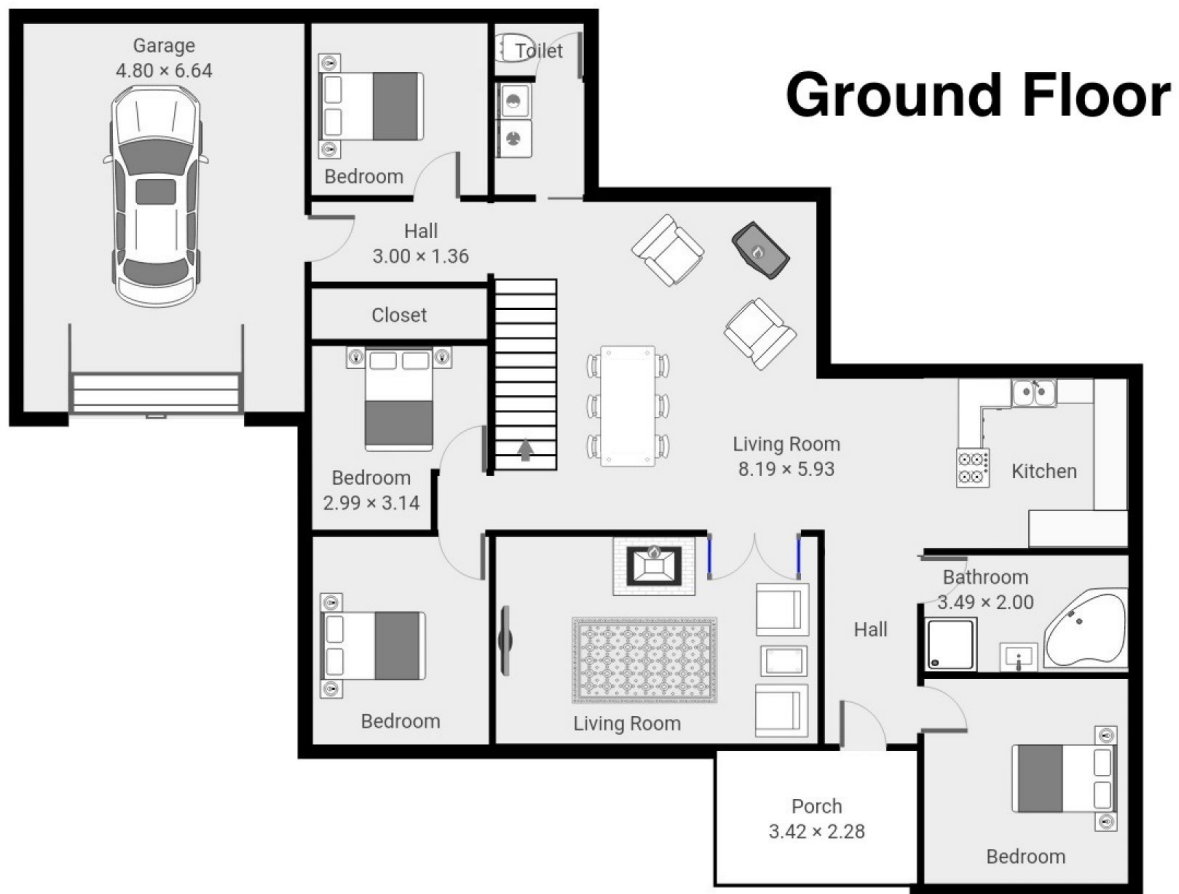 Ground Floor
Garage
4.80 × 6.64
Toilet
Bedroom
Hall
3.00 × 1.36
Closet
Bedroom
2.99 × 3.14
Living Room
8.19 × 5.93
Kitchen
Bathroom
3.49 × 2.00
Hall
Bedroom
Living Room
Porch
3.42 × 2.28
Bedroom